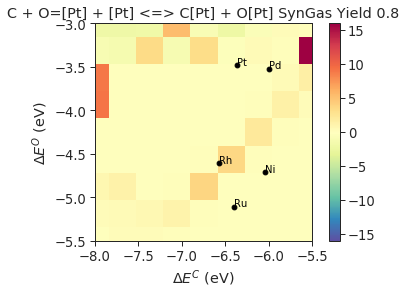 C + O=[Pt] + [Pt] <=> C[Pt] + O[Pt] SynGas Yield 0.8
−3.0
−3.5
−4.0
−4.5
−5.0
−5.5
ΔE^O (eV)
Pt
Pd
Rh
Ni
Ru
−8.0 −7.5 −7.0 −6.5 −6.0 −5.5
ΔE^C (eV)
15
10
5
0
−5
−10
−15